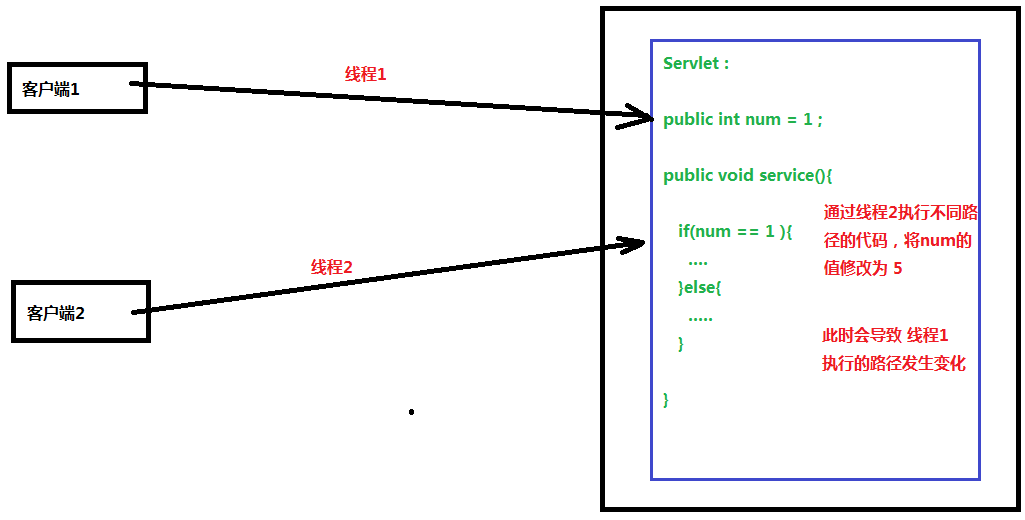 客户端1
线程1
客户端2
线程2
Servlet :
public int num = 1 ;
public void service(){
if(num == 1 ){
....
}else{
.....
}
}
通过线程2执行不同路
径的代码，将num的
值修改为 5
此时会导致 线程1
执行的路径发生变化